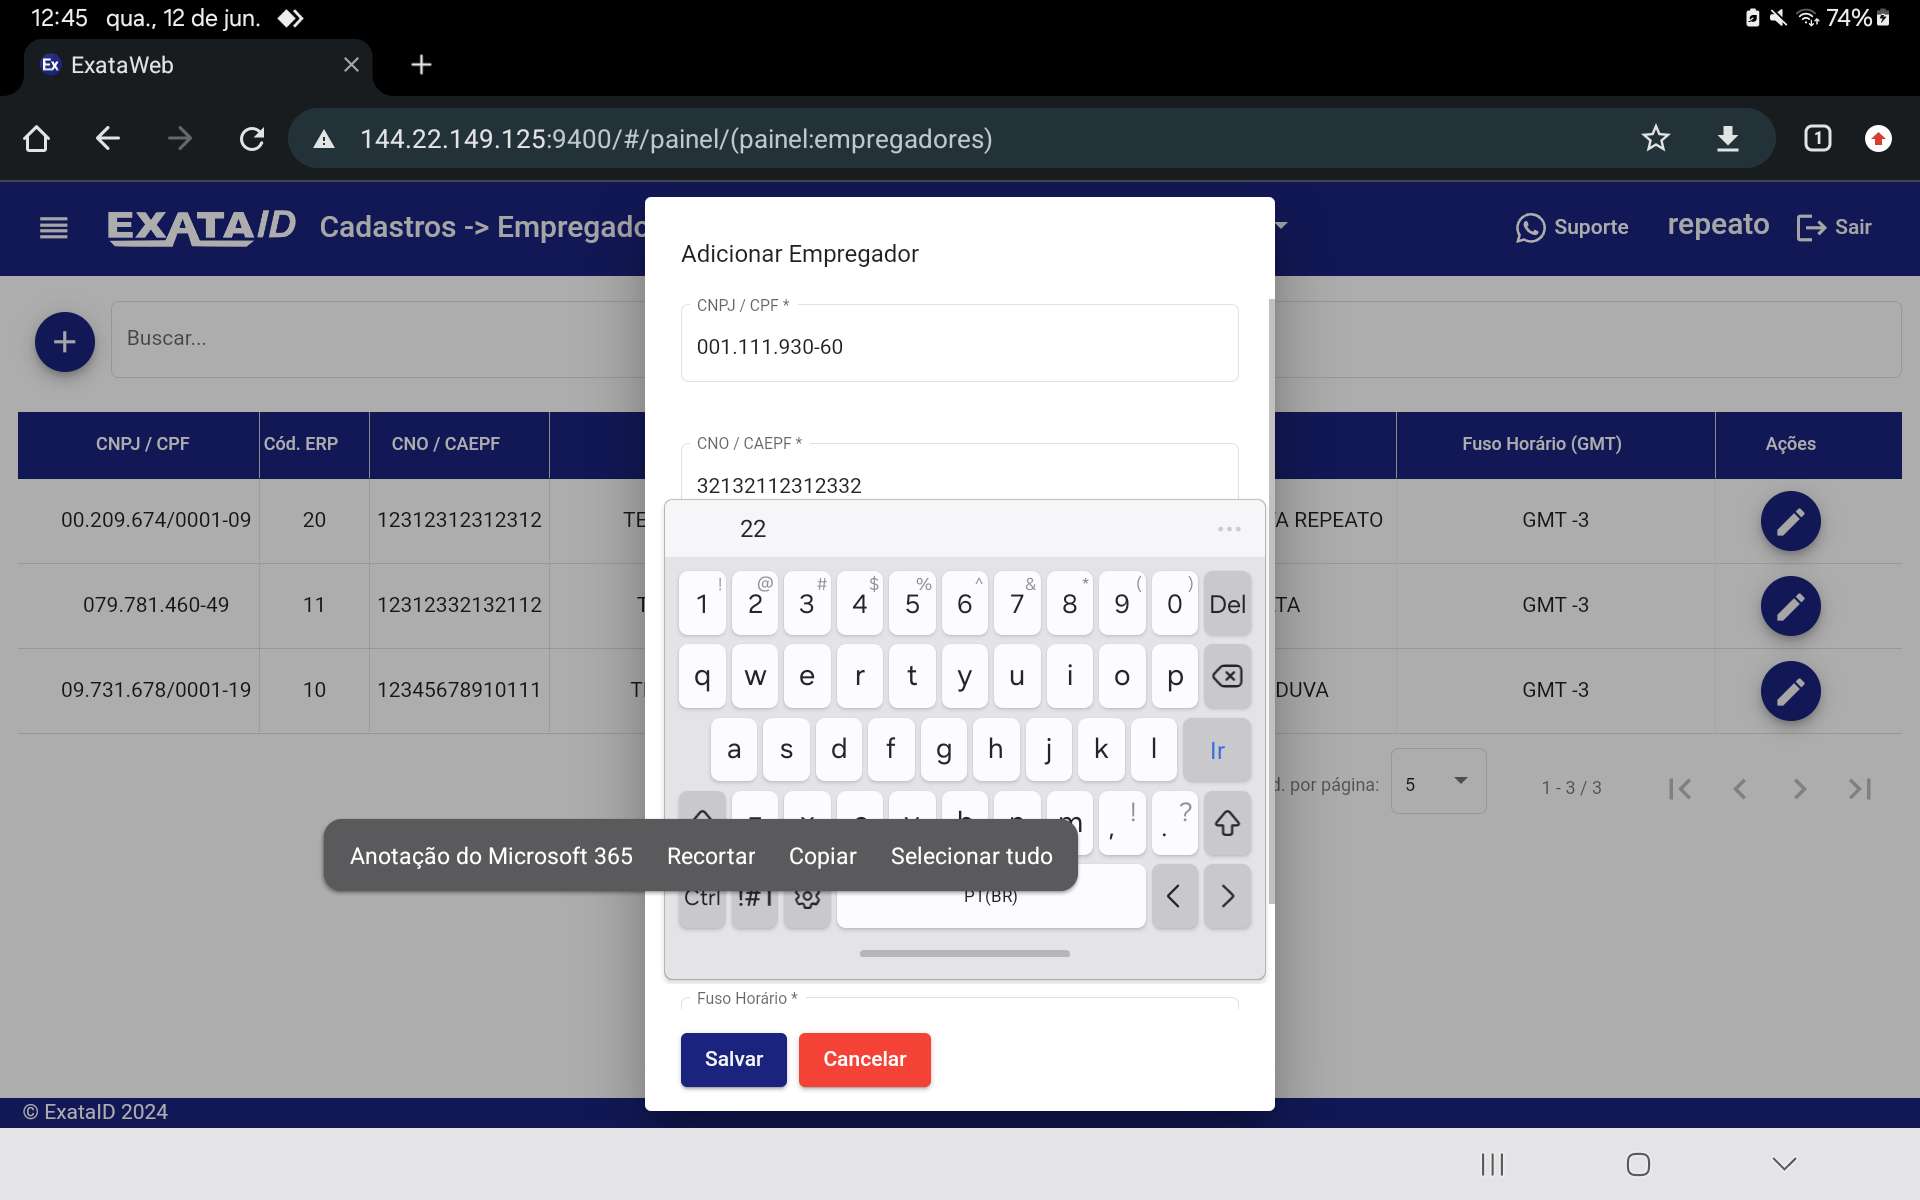 12:45 qua., 12 de jun. 74%
Ex ExataWeb
144.22.149.125:9400/#/painel/(painel:empregadores) 1
EXATAID Cadastros -> Empregado Suporte repeato Sair
Adicionar Empregador
CNPJ / CPF *
001.111.930-60
Buscar...
CNO / CAEPF *
32132112312332
CNPJ / CPF Cód. ERP CNO / CAEPF Fuso Horário (GMT) Ações
00.209.674/0001-09 20 12312312312312 TE A REPEATO GMT -3
079.781.460-49 11 12312332132112 T TA GMT -3
09.731.678/0001-19 10 12345678910111 T DUVA GMT -3
d. por página: 5 1 - 3 / 3
22 ...
! @ # $ % ^ & * ( )
1 2 3 4 5 6 7 8 9 0 Del
q w e r t y u i o p
a s d f g h j k l Ir
m , ! . ?
Anotação do Microsoft 365 Recortar Copiar Selecionar tudo
Ctrl !#1 PT(BR)
Fuso Horário *
Salvar Cancelar
© ExataID 2024